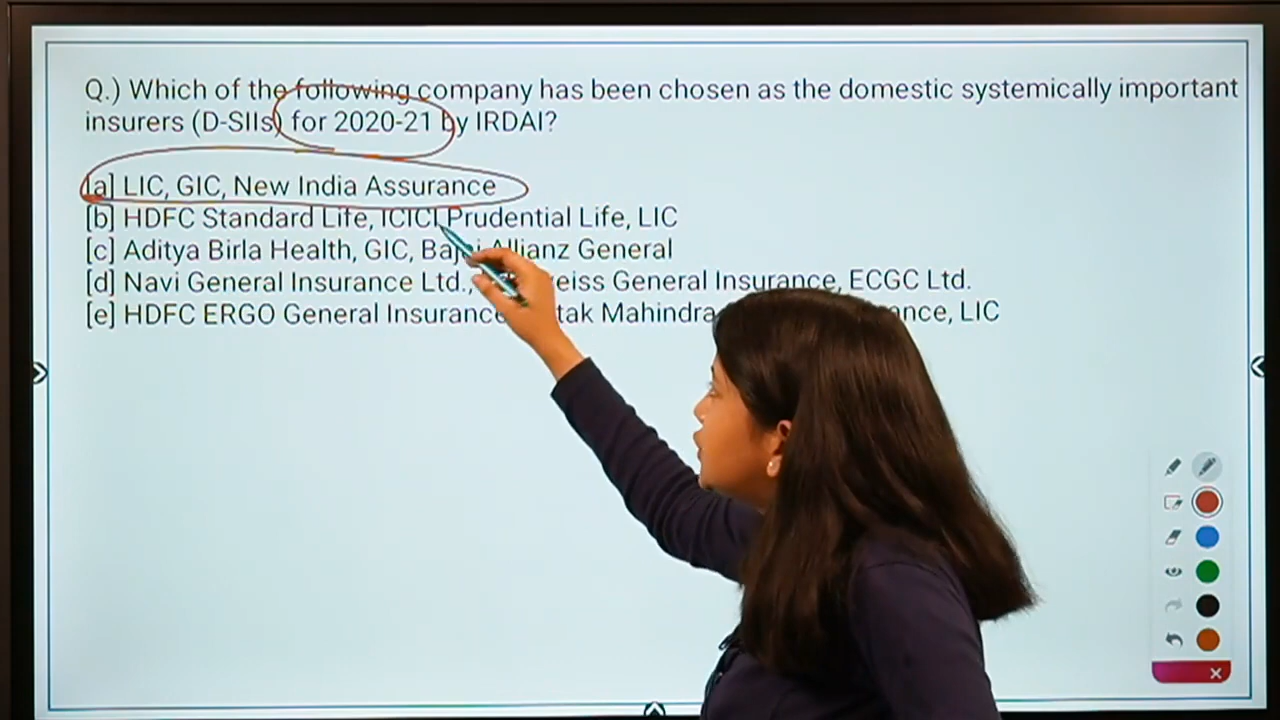 Q.) Which of the following company has been chosen as the domestic systemically important
insurers (D-SIIs) for 2020-21 by IRDAI?
[a] LIC, GIC, New India Assurance
[b] HDFC Standard Life, ICICI Prudential Life, LIC
[c] Aditya Birla Health, GIC, Bajaj Allianz General
[d] Navi General Insurance Ltd., General Insurance, ECGC Ltd.
[e] HDFC ERGO General Insurance Mahindra LIC